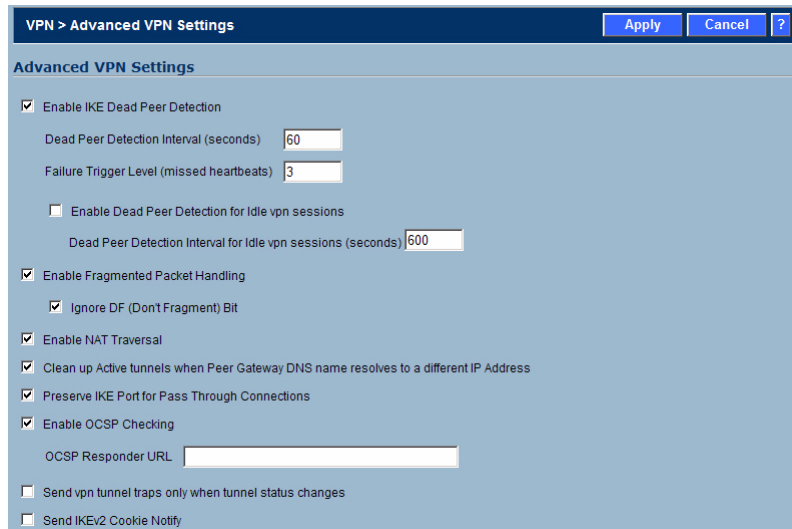 VPN > Advanced VPN Settings Apply Cancel ?
Advanced VPN Settings
Enable IKE Dead Peer Detection
Dead Peer Detection Interval (seconds) 60
Failure Trigger Level (missed heartbeats) 3
Enable Dead Peer Detection for Idle vpn sessions
Dead Peer Detection Interval for Idle vpn sessions (seconds) 600
Enable Fragmented Packet Handling
Ignore DF (Don't Fragment) Bit
Enable NAT Traversal
Clean up Active tunnels when Peer Gateway DNS name resolves to a different IP Address
Preserve IKE Port for Pass Through Connections
Enable OCSP Checking
OCSP Responder URL
Send vpn tunnel traps only when tunnel status changes
Send IKEv2 Cookie Notify